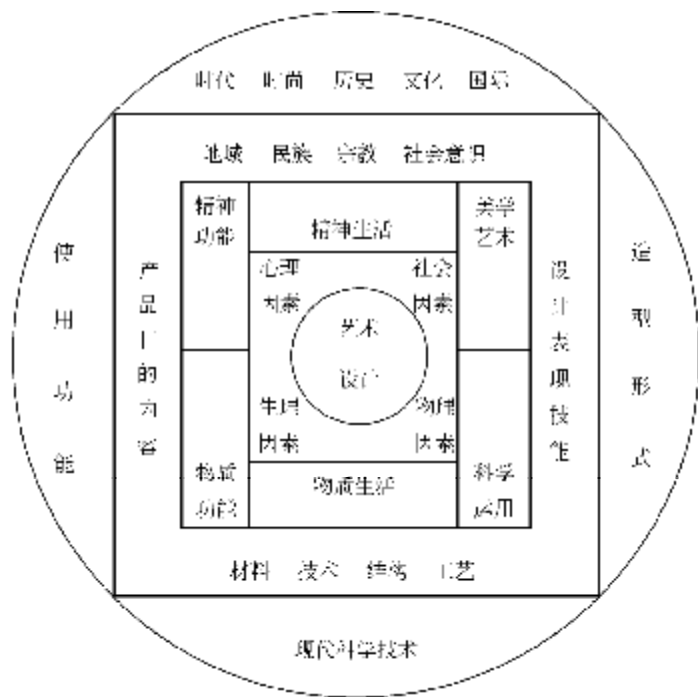 时代 时尚 历史 文化 国际
地域 民族 宗教 社会意识
精神功能
精神生活
美学艺术
使用功能
产品目的内容
心理因素
社会因素
艺术设计
设计表现技能
造型形式
生理因素
物理因素
物质功能
物质生活
科学运用
材料 技术 结构 工艺
现代科学技术